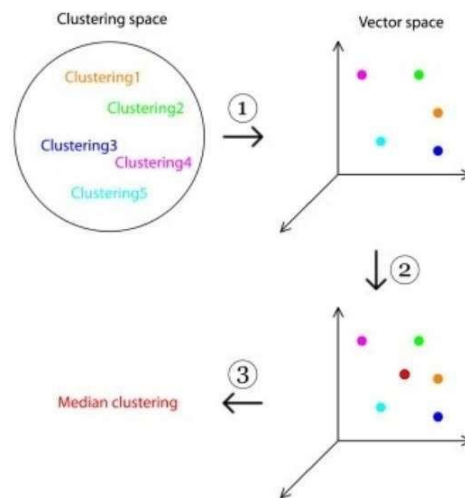 Clustering space
Vector space
Clustering1
Clustering2
Clustering3
Clustering4
Clustering5
1
2
3
Median clustering